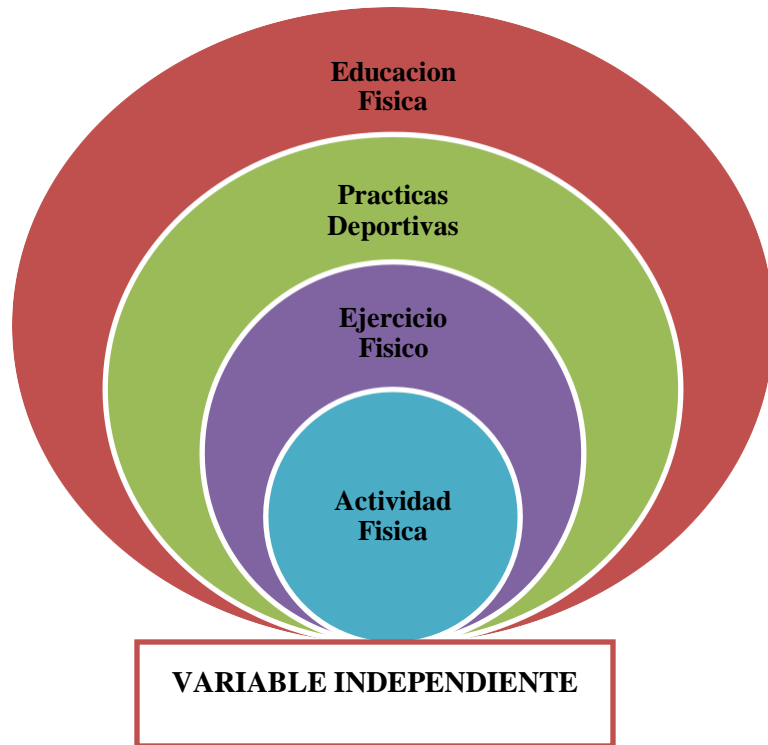 Educacion
Fisica
Practicas
Deportivas
Ejercicio
Fisico
Actividad
Fisica
VARIABLE INDEPENDIENTE